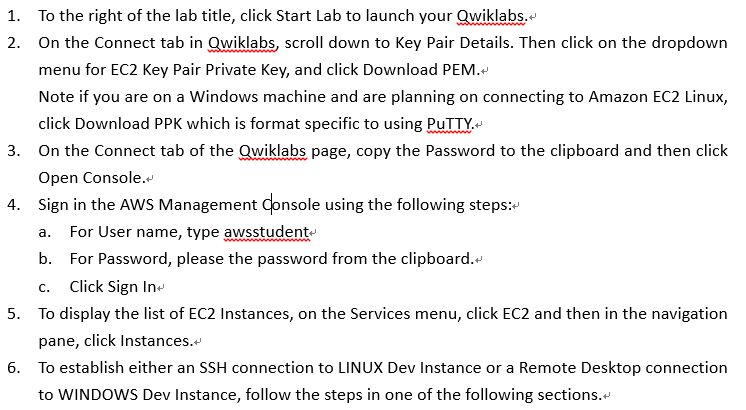 1. To the right of the lab title, click Start Lab to launch your Qwiklabs.
2. On the Connect tab in Qwiklabs, scroll down to Key Pair Details. Then click on the dropdown
menu for EC2 Key Pair Private Key, and click Download PEM.
Note if you are on a Windows machine and are planning on connecting to Amazon EC2 Linux,
click Download PPK which is format specific to using PuTTY.
3. On the Connect tab of the Qwiklabs page, copy the Password to the clipboard and then click
Open Console.
4. Sign in the AWS Management Console using the following steps:
a. For User name, type awsstudent
b. For Password, please the password from the clipboard.
c. Click Sign In
5. To display the list of EC2 Instances, on the Services menu, click EC2 and then in the navigation
pane, click Instances.
6. To establish either an SSH connection to LINUX Dev Instance or a Remote Desktop connection
to WINDOWS Dev Instance, follow the steps in one of the following sections.